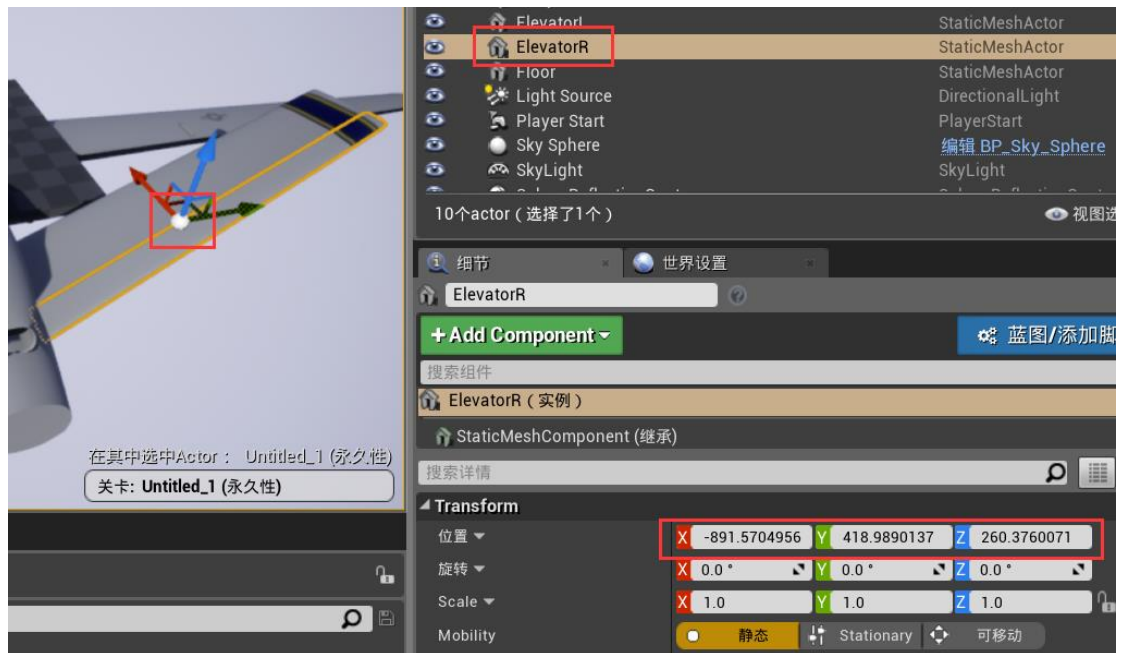 ElevatorL StaticMeshActor
ElevatorR StaticMeshActor
Floor StaticMeshActor
Light Source DirectionalLight
Player Start PlayerStart
Sky Sphere 编辑 BP_Sky_Sphere
SkyLight SkyLight
10个actor ( 选择了1个 ) 视图选
细节 世界设置
ElevatorR
+Add Component 蓝图/添加脚
搜索组件
ElevatorR ( 实例 )
StaticMeshComponent (继承)
在其中选中Actor： Untitled_1 (永久性)
搜索详情
关卡: Untitled_1 (永久性)
Transform
位置 X -891.5704956 Y 418.9890137 Z 260.3760071
旋转 X 0.0 ° Y 0.0 ° Z 0.0 °
Scale X 1.0 Y 1.0 Z 1.0
Mobility 静态 Stationary 可移动